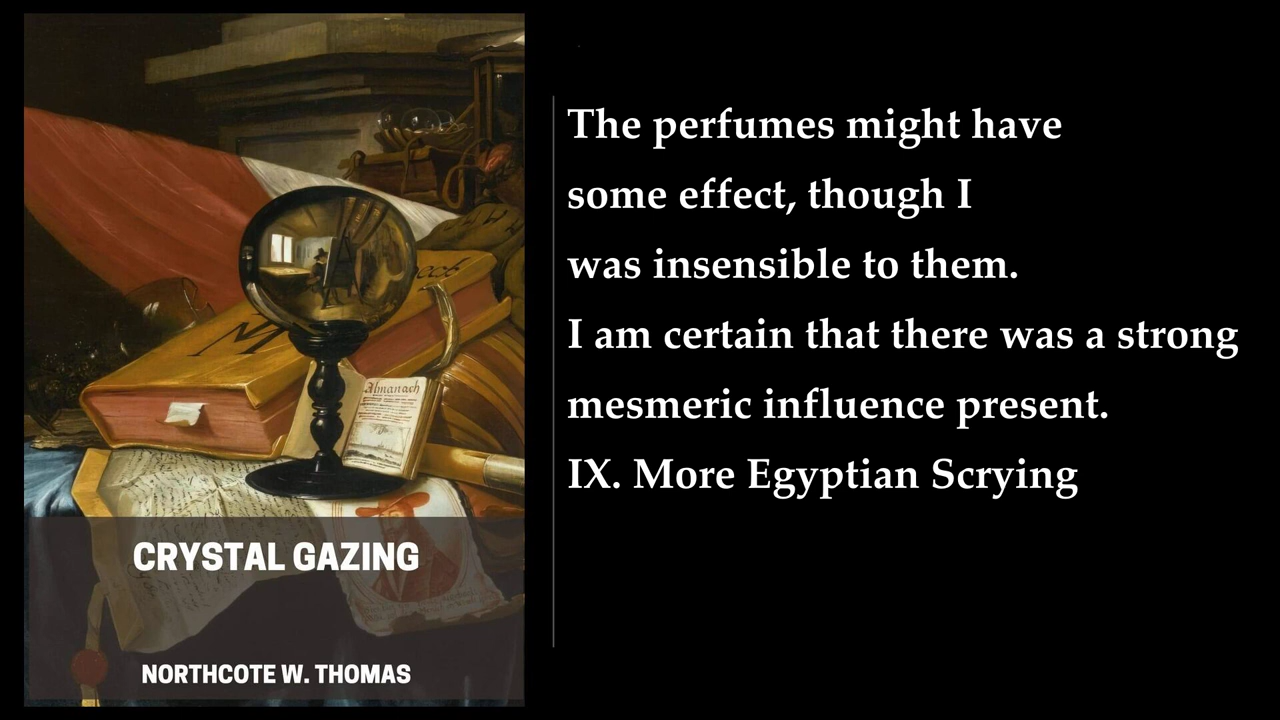 The perfumes might have
some effect, though I
was insensible to them.
I am certain that there was a strong
mesmeric influence present.
IX. More Egyptian Scrying
M
Almanach
CRYSTAL GAZING
NORTHCOTE W. THOMAS